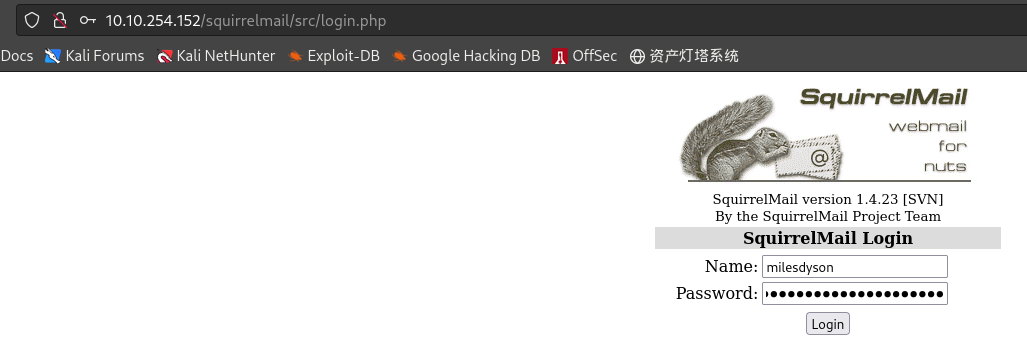 10.10.254.152/squirrelmail/src/login.php
Docs Kali Forums Kali NetHunter Exploit-DB Google Hacking DB OffSec 资产灯塔系统
SquirrelMail
webmail
for
nuts
@
SquirrelMail version 1.4.23 [SVN]
By the SquirrelMail Project Team
SquirrelMail Login
Name: milesdyson
Password: ●●●●●●●●●●●●●●●●●●●●●
Login